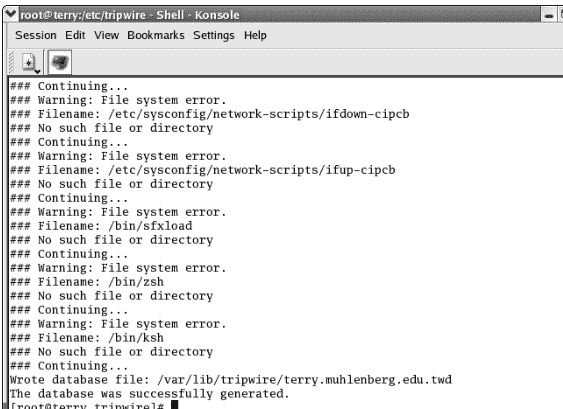 root@terry:/etc/tripwire - Shell - Konsole
Session Edit View Bookmarks Settings Help
### Continuing...
### Warning: File system error.
### Filename: /etc/sysconfig/network-scripts/ifdown-cipcb
### No such file or directory
### Continuing...
### Warning: File system error.
### Filename: /etc/sysconfig/network-scripts/ifup-cipcb
### No such file or directory
### Continuing...
### Warning: File system error.
### Filename: /bin/sfxload
### No such file or directory
### Continuing...
### Warning: File system error.
### Filename: /bin/zsh
### No such file or directory
### Continuing...
### Warning: File system error.
### Filename: /bin/ksh
### No such file or directory
### Continuing...
Wrote database file: /var/lib/tripwire/terry.muhlenberg.edu.twd
The database was successfully generated.
[root@terry tripwire]#